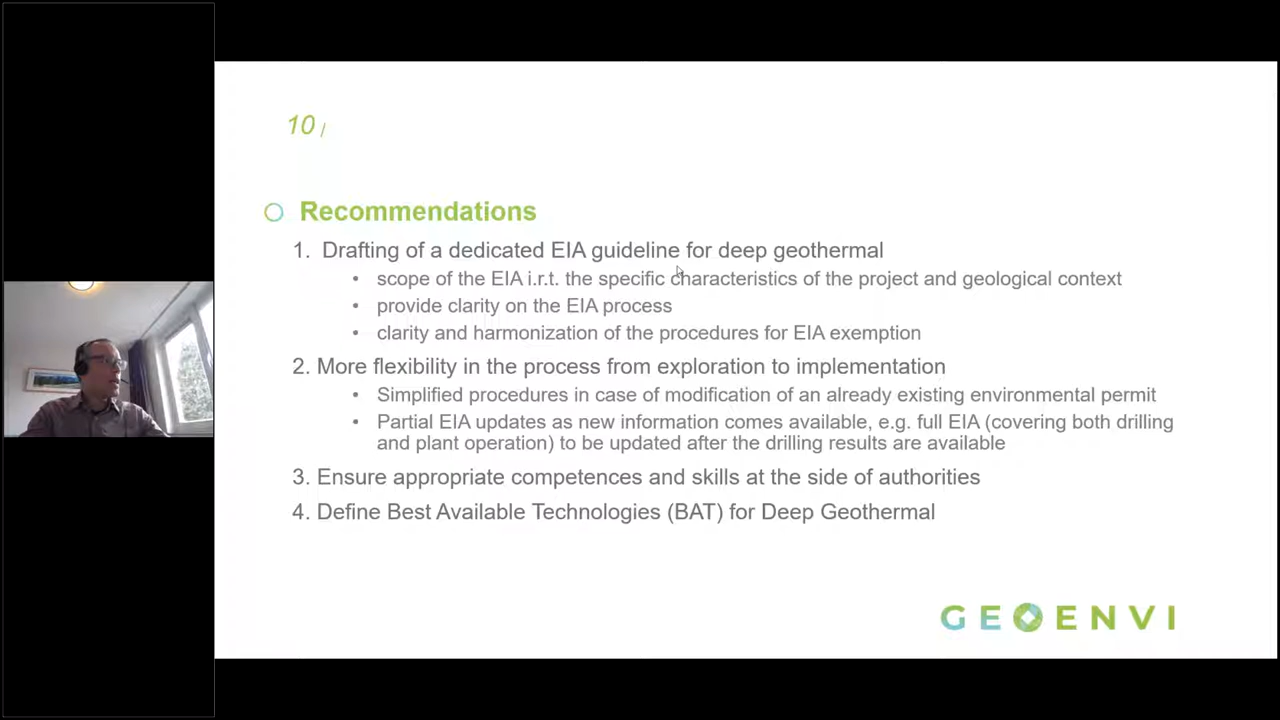 10 /
Recommendations
1. Drafting of a dedicated EIA guideline for deep geothermal
• scope of the EIA i.r.t. the specific characteristics of the project and geological context
• provide clarity on the EIA process
• clarity and harmonization of the procedures for EIA exemption
2. More flexibility in the process from exploration to implementation
• Simplified procedures in case of modification of an already existing environmental permit
• Partial EIA updates as new information comes available, e.g. full EIA (covering both drilling
and plant operation) to be updated after the drilling results are available
3. Ensure appropriate competences and skills at the side of authorities
4. Define Best Available Technologies (BAT) for Deep Geothermal
GEOENVI